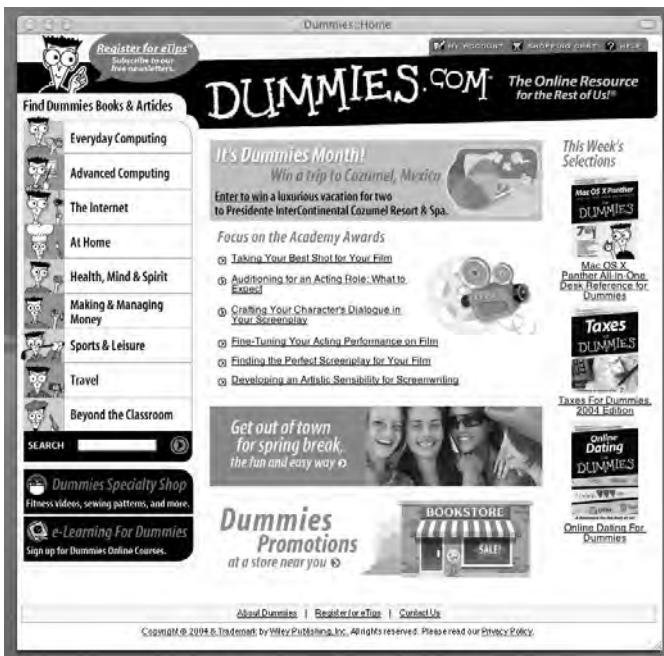 Dummies::Home
Register for eTips
Subscribe to our
free newsletters.
MY ACCOUNT SHOPPING CART ? HELP
DUMMIES.COM
The Online Resource
for the Rest of Us!®
Find Dummies Books & Articles
Everyday Computing
Advanced Computing
The Internet
At Home
Health, Mind & Spirit
Making & Managing
Money
Sports & Leisure
Travel
Beyond the Classroom
SEARCH
Dummies Specialty Shop
Fitness videos, sewing patterns, and more.
e-Learning For Dummies
Sign up for Dummies Online Courses.
It's Dummies Month!
Win a trip to Cozumel, Mexico
Enter to win a luxurious vacation for two
to Presidente InterContinental Cozumel Resort & Spa.
Focus on the Academy Awards
Taking Your Best Shot for Your Film
Auditioning for an Acting Role: What to
Expect
Crafting Your Character's Dialogue in
Your Screenplay
Fine-Tuning Your Acting Performance on Film
Finding the Perfect Screenplay for Your Film
Developing an Artistic Sensibility for Screenwriting
Get out of town
for spring break,
the fun and easy way
Dummies
Promotions
at a store near you
BOOKSTORE
SALE!
This Week's
Selections
Mac OS X Panther
DUMMIES
Mac OS X
Panther All-In-One
Desk Reference for
Dummies
Taxes
DUMMIES
Taxes For Dummies,
2004 Edition
Online
Dating
DUMMIES
Online Dating For
Dummies
About Dummies | Register for eTips | Contact Us
Copyright © 2004 & Trademark by Wiley Publishing, Inc. All rights reserved. Please read our Privacy Policy.